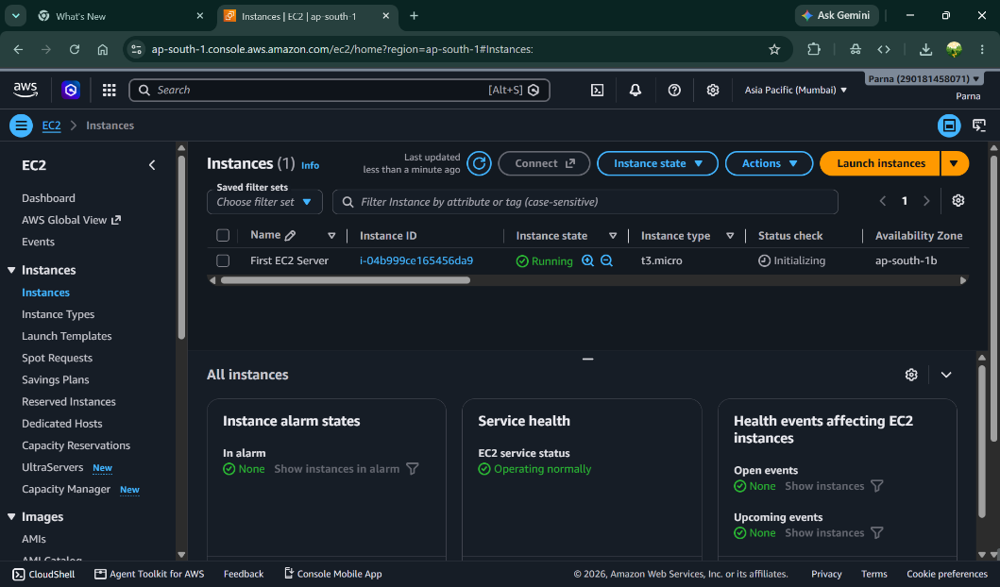 What's New
Instances | EC2 | ap-south-1
Ask Gemini
ap-south-1.console.aws.amazon.com/ec2/home?region=ap-south-1#Instances:
aws
Search
[Alt+S]
Asia Pacific (Mumbai)
Parna (290181458071)
Parna
EC2
Instances
EC2
Dashboard
AWS Global View
Events
Instances
Instances
Instance Types
Launch Templates
Spot Requests
Savings Plans
Reserved Instances
Dedicated Hosts
Capacity Reservations
UltraServers New
Capacity Manager New
Images
AMIs
AMI Catalog
Instances (1) Info
Last updated
less than a minute ago
Connect
Instance state
Actions
Launch instances
Saved filter sets
Choose filter set
Filter Instance by attribute or tag (case-sensitive)
1
Name Instance ID Instance state Instance type Status check Availability Zone
First EC2 Server i-04b999ce165456da9 Running t3.micro Initializing ap-south-1b
All instances
Instance alarm states
In alarm
None Show instances in alarm
Service health
EC2 service status
Operating normally
Health events affecting EC2
instances
Open events
None Show instances
Upcoming events
None Show instances
CloudShell Agent Toolkit for AWS Feedback Console Mobile App © 2026, Amazon Web Services, Inc. or its affiliates. Privacy Terms Cookie preferences